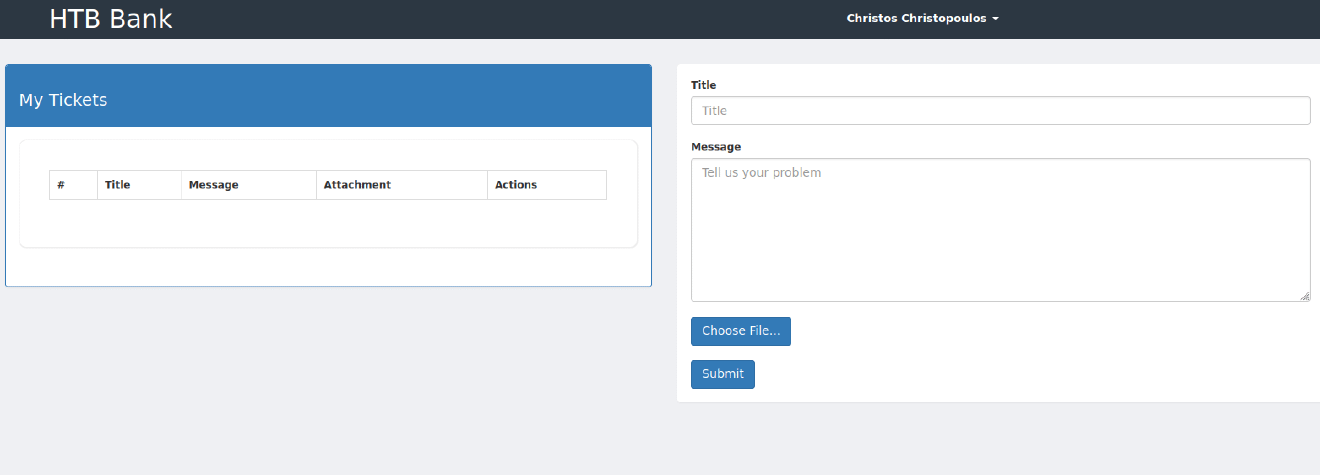 HTB Bank
Christos Christopoulos
My Tickets
# Title Message Attachment Actions
Title
Title
Message
Tell us your problem
Choose File...
Submit